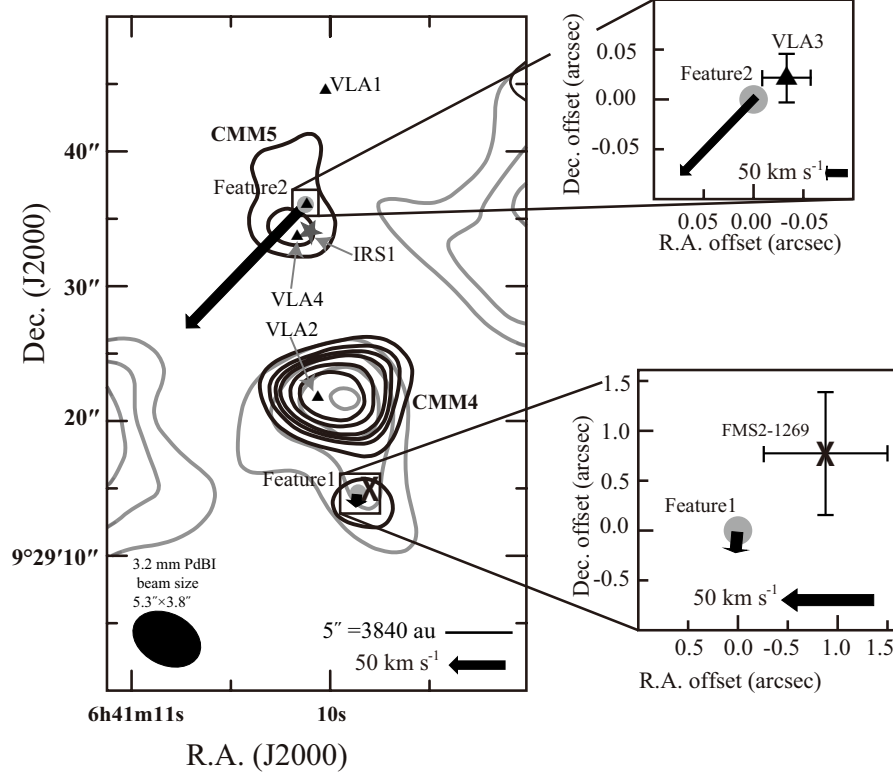 VLA1
CMM5
40″
Feature2
IRS1
30″
VLA4
VLA2
20″
CMM4
Feature1
X
9°29′10″
3.2 mm PdBI
beam size
5.3″×3.8″
5″ =3840 au
50 km s⁻¹
6h41m11s
10s
R.A. (J2000)
Dec. (J2000)
VLA3
Feature2
0.05
0.00
-0.05
50 km s⁻¹
0.05 0.00 -0.05
R.A. offset (arcsec)
Dec. offset (arcsec)
1.5
1.0
0.5
0.0
-0.5
FMS2-1269
X
Feature1
50 km s⁻¹
0.5 0.0 -0.5 1.0 1.5
R.A. offset (arcsec)
Dec. offset (arcsec)